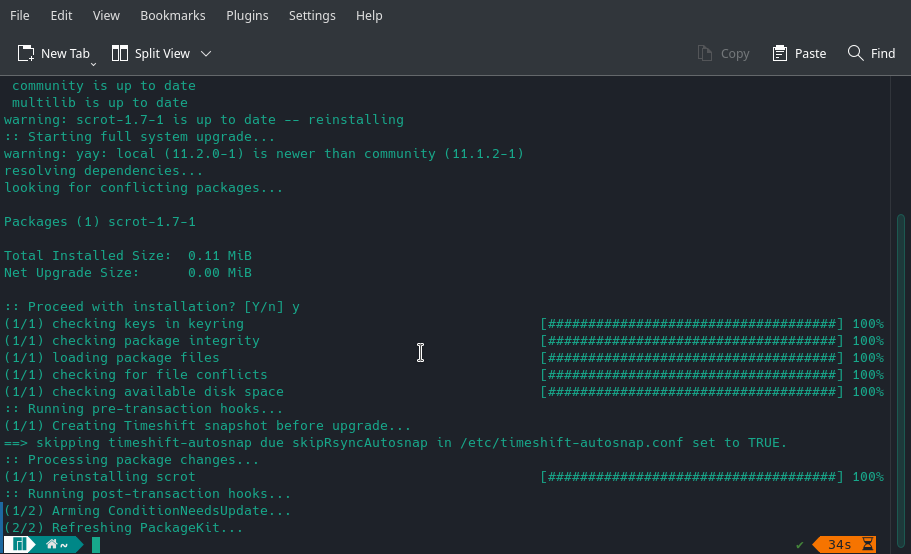 File Edit View Bookmarks Plugins Settings Help
New Tab Split View Copy Paste Find
community is up to date
multilib is up to date
warning: scrot-1.7-1 is up to date -- reinstalling
:: Starting full system upgrade...
warning: yay: local (11.2.0-1) is newer than community (11.1.2-1)
resolving dependencies...
looking for conflicting packages...
Packages (1) scrot-1.7-1
Total Installed Size:  0.11 MiB
Net Upgrade Size:      0.00 MiB
:: Proceed with installation? [Y/n] y
(1/1) checking keys in keyring [####################################] 100%
(1/1) checking package integrity [####################################] 100%
(1/1) loading package files [####################################] 100%
(1/1) checking for file conflicts [####################################] 100%
(1/1) checking available disk space [####################################] 100%
:: Running pre-transaction hooks...
(1/1) Creating Timeshift snapshot before upgrade...
==> skipping timeshift-autosnap due skipRsyncAutosnap in /etc/timeshift-autosnap.conf set to TRUE.
:: Processing package changes...
(1/1) reinstalling scrot [####################################] 100%
:: Running post-transaction hooks...
(1/2) Arming ConditionNeedsUpdate...
(2/2) Refreshing PackageKit...
~ ✔ 34s